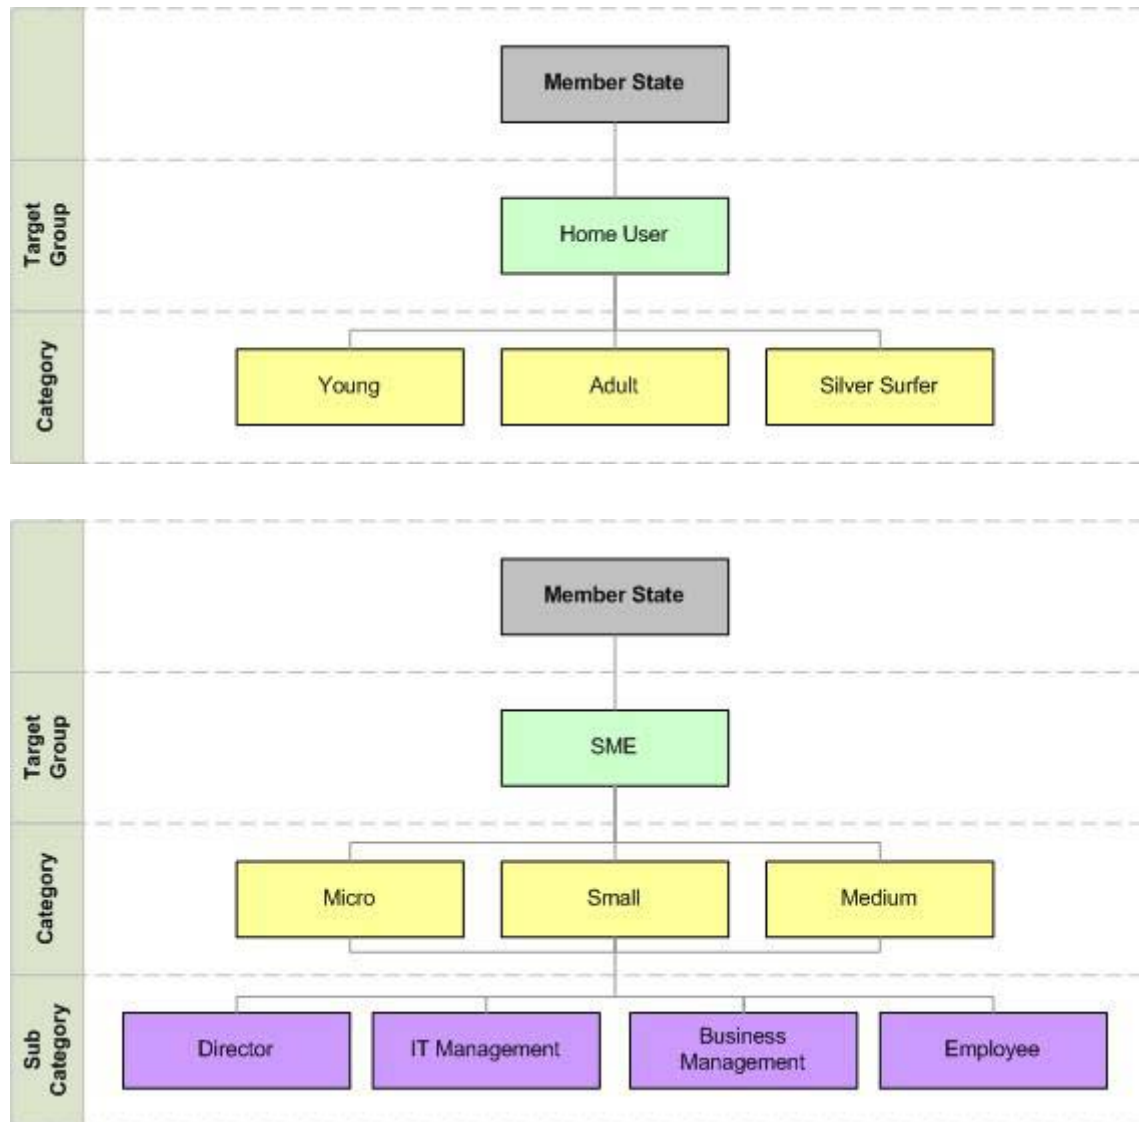 Member State
Target
Group
Home User
Category
Young
Adult
Silver Surfer
Member State
Target
Group
SME
Category
Micro
Small
Medium
Sub
Category
Director
IT Management
Business
Management
Employee